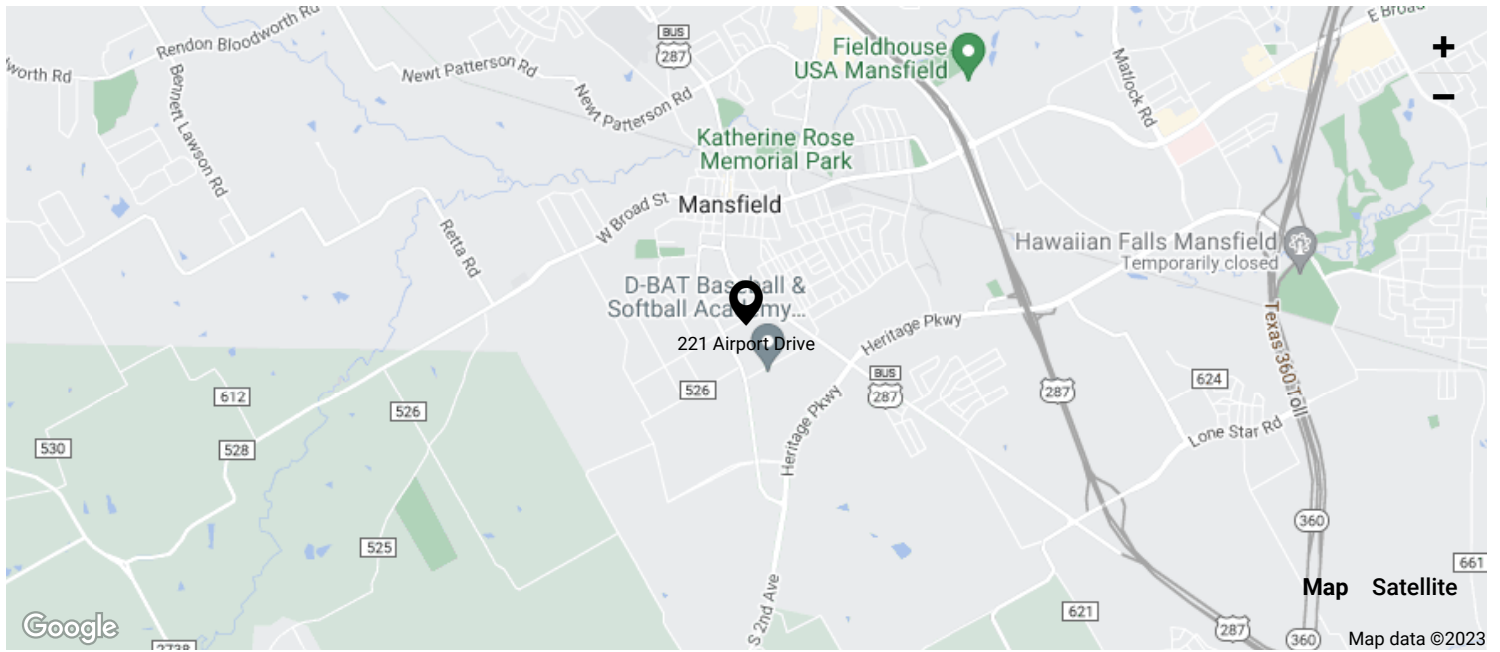 Rendon Bloodworth Rd
Bennett Lawson Rd
Newt Patterson Rd
Newt Patterson Rd
BUS
287
Fieldhouse
USA Mansfield
Matlock Rd
+
−
Katherine Rose
Memorial Park
Mansfield
W Broad St
Retta Rd
Hawaiian Falls Mansfield
Temporarily closed
D-BAT Baseball &
Softball Academy...
221 Airport Drive
Heritage Pkwy
BUS
287
287
Texas 360 Toll
624
612
526
526
530
528
Lone Star Rd
Heritage Pkwy
360
525
661
Map Satellite
S 2nd Ave
621
287
360
Google
2738
Map data ©2023